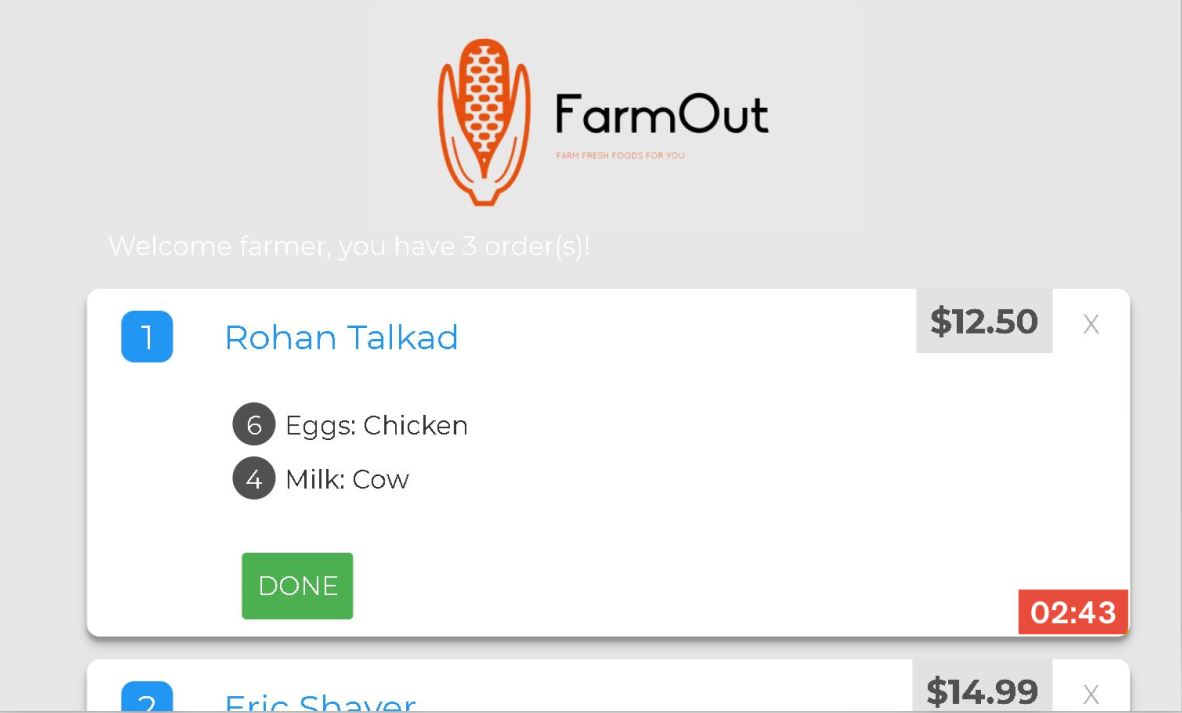 FarmOut
FARM FRESH FOODS FOR YOU
Welcome farmer, you have 3 order(s)!
1 Rohan Talkad $12.50 X
6 Eggs: Chicken
4 Milk: Cow
DONE
02:43
2 Eric Shaver $14.99 X